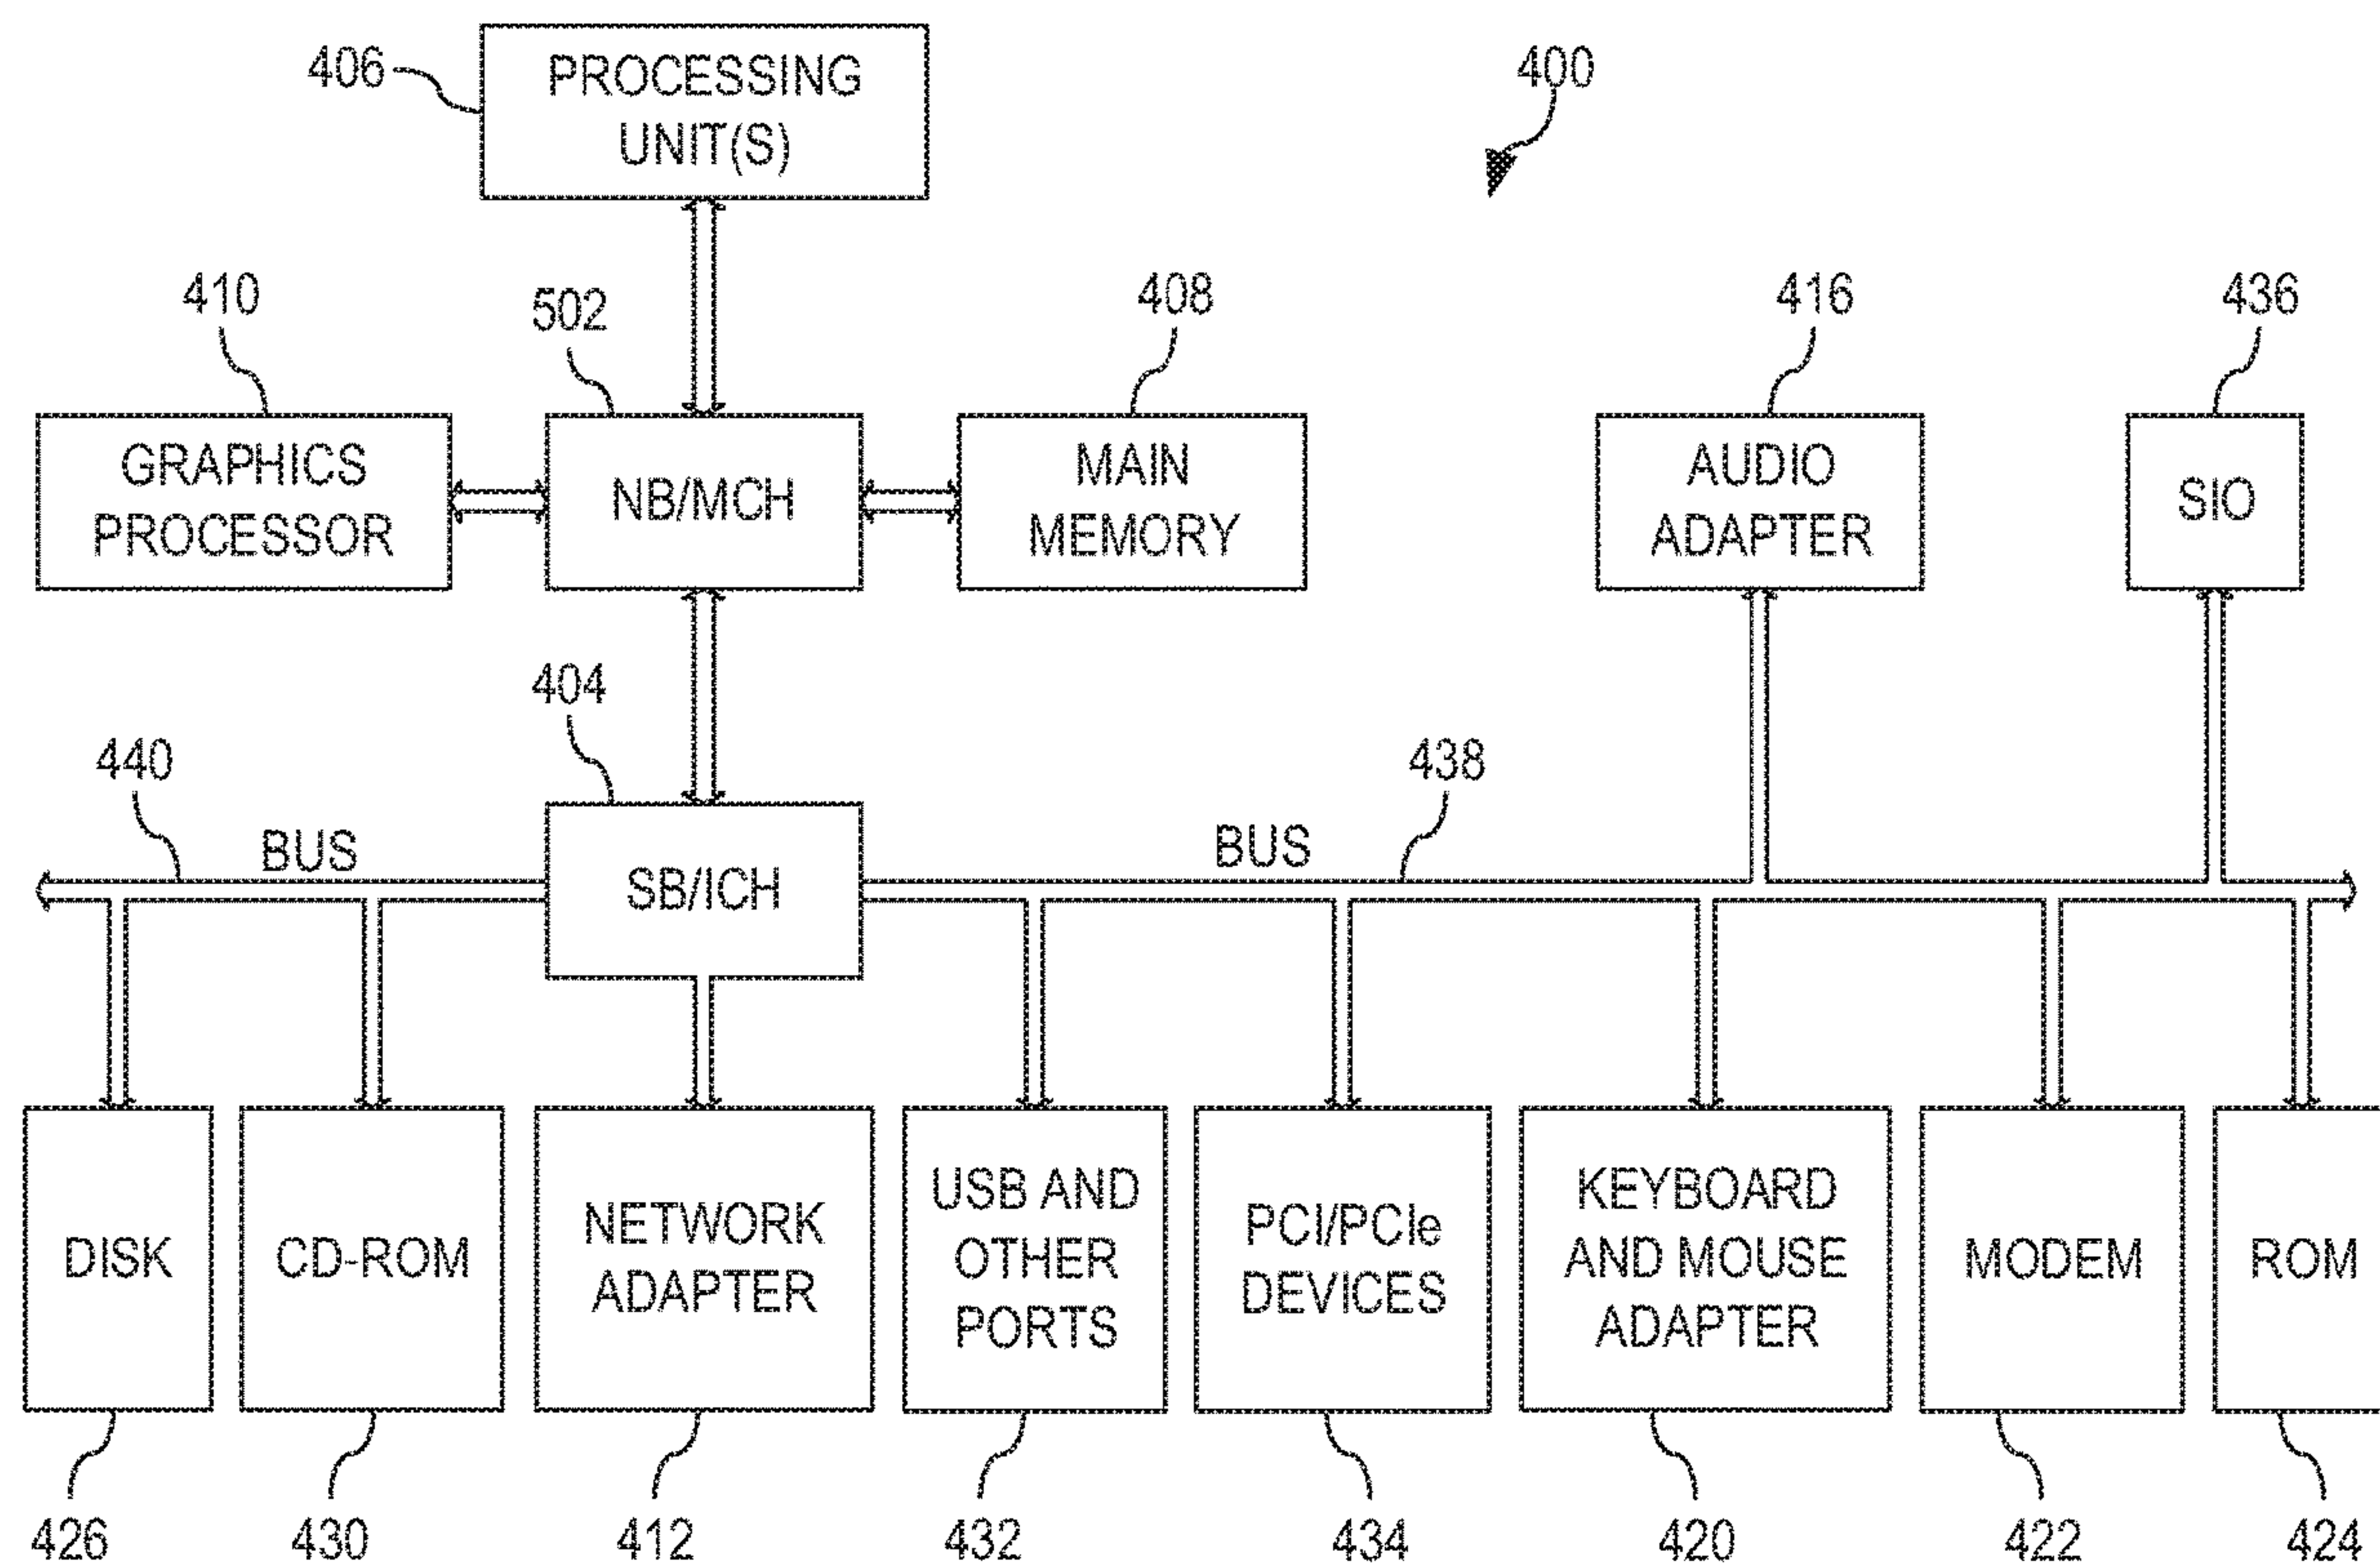 406
PROCESSING
UNIT(S)
400
410
502
408
416
436
GRAPHICS
PROCESSOR
NB/MCH
MAIN
MEMORY
AUDIO
ADAPTER
SIO
404
440
438
BUS
SB/ICH
BUS
DISK
CD-ROM
NETWORK
ADAPTER
USB AND
OTHER
PORTS
PCI/PCIe
DEVICES
KEYBOARD
AND MOUSE
ADAPTER
MODEM
ROM
426
430
412
432
434
420
422
424